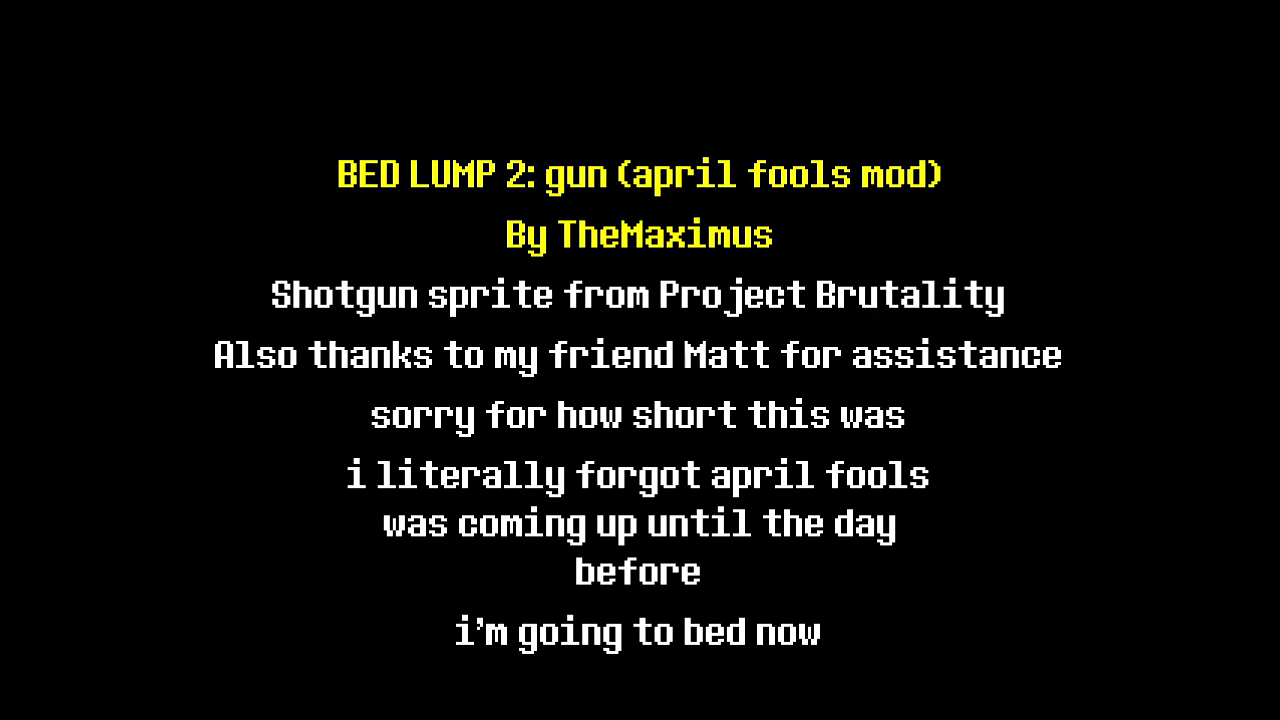 BED LUMP 2: gun (april fools mod)
By TheMaximus
Shotgun sprite from Project Brutality
Also thanks to my friend Matt for assistance
sorry for how short this was
i literally forgot april fools
was coming up until the day
before
i'm going to bed now